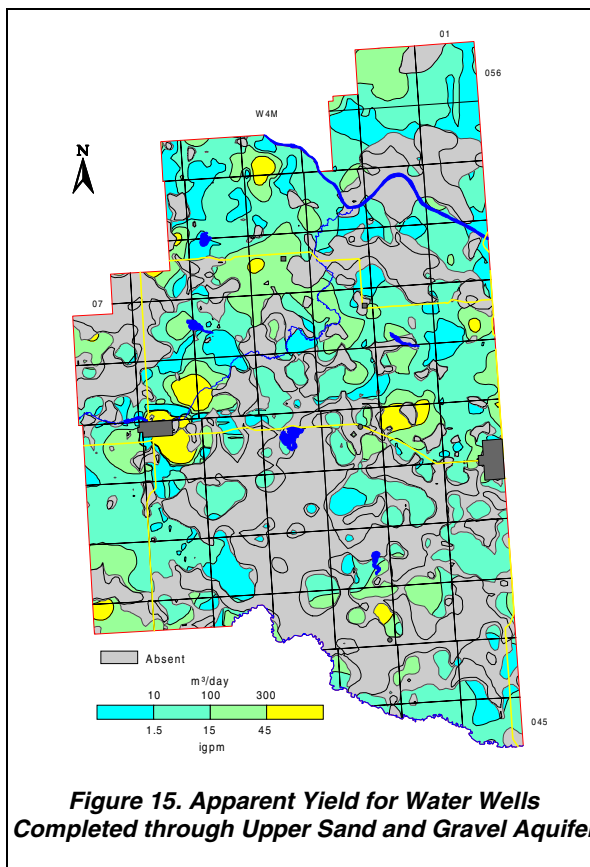 01
056
W4M
N
07
Absent
m³/day
10 100 300
1.5 15 45
igpm
045
Figure 15. Apparent Yield for Water Wells
Completed through Upper Sand and Gravel Aquifer